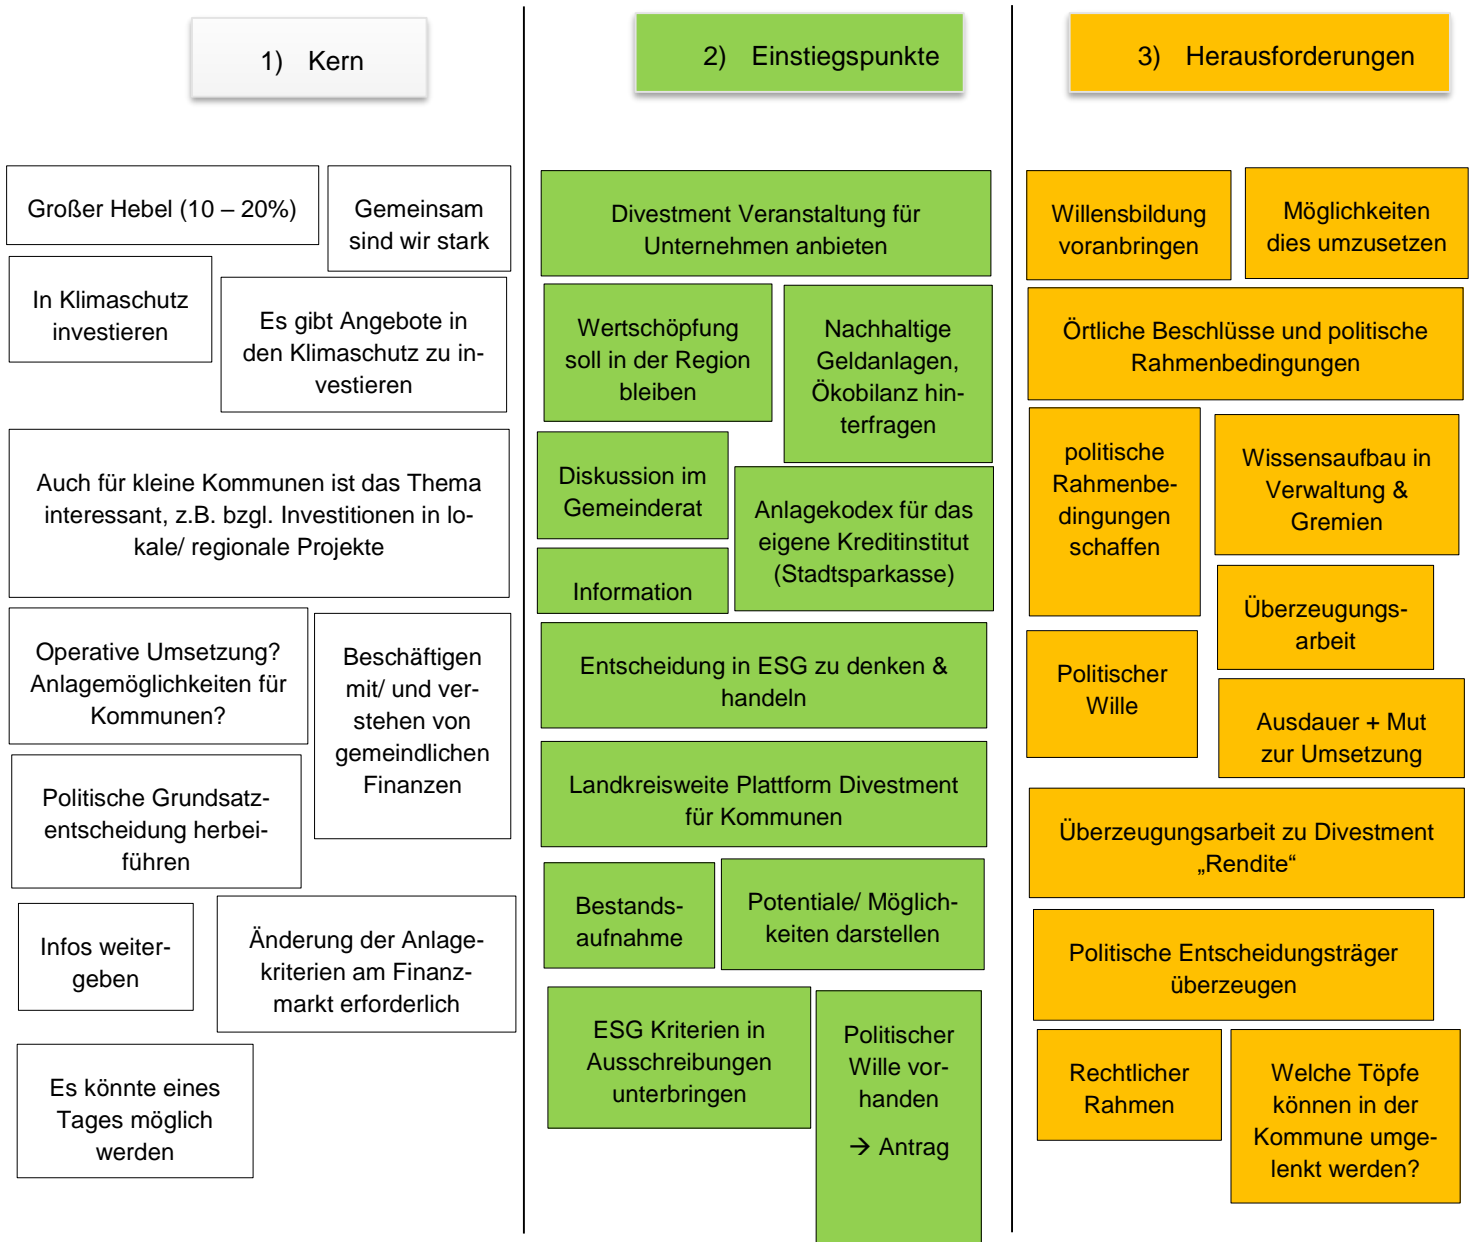 1) Kern
Großer Hebel (10 – 20%)
Gemeinsam
sind wir stark
In Klimaschutz
investieren
Es gibt Angebote in
den Klimaschutz zu in-
vestieren
Auch für kleine Kommunen ist das Thema
interessant, z.B. bzgl. Investitionen in lo-
kale/ regionale Projekte
Operative Umsetzung?
Anlagemöglichkeiten für
Kommunen?
Beschäftigen
mit/ und ver-
stehen von
gemeindlichen
Finanzen
Politische Grundsatz-
entscheidung herbei-
führen
Infos weiter-
geben
Änderung der Anlage-
kriterien am Finanz-
markt erforderlich
Es könnte eines
Tages möglich
werden
2) Einstiegspunkte
Divestment Veranstaltung für
Unternehmen anbieten
Wertschöpfung
soll in der Region
bleiben
Nachhaltige
Geldanlagen,
Ökobilanz hin-
terfragen
Diskussion im
Gemeinderat
Anlagekodex für das
eigene Kreditinstitut
(Stadtsparkasse)
Information
Entscheidung in ESG zu denken &
handeln
Landkreisweite Plattform Divestment
für Kommunen
Bestands-
aufnahme
Potentiale/ Möglich-
keiten darstellen
ESG Kriterien in
Ausschreibungen
unterbringen
Politischer
Wille vor-
handen
→ Antrag
3) Herausforderungen
Willensbildung
voranbringen
Möglichkeiten
dies umzusetzen
Örtliche Beschlüsse und politische
Rahmenbedingungen
politische
Rahmenbe-
dingungen
schaffen
Wissensaufbau in
Verwaltung &
Gremien
Überzeugungs-
arbeit
Politischer
Wille
Ausdauer + Mut
zur Umsetzung
Überzeugungsarbeit zu Divestment
„Rendite“
Politische Entscheidungsträger
überzeugen
Rechtlicher
Rahmen
Welche Töpfe
können in der
Kommune umge-
lenkt werden?